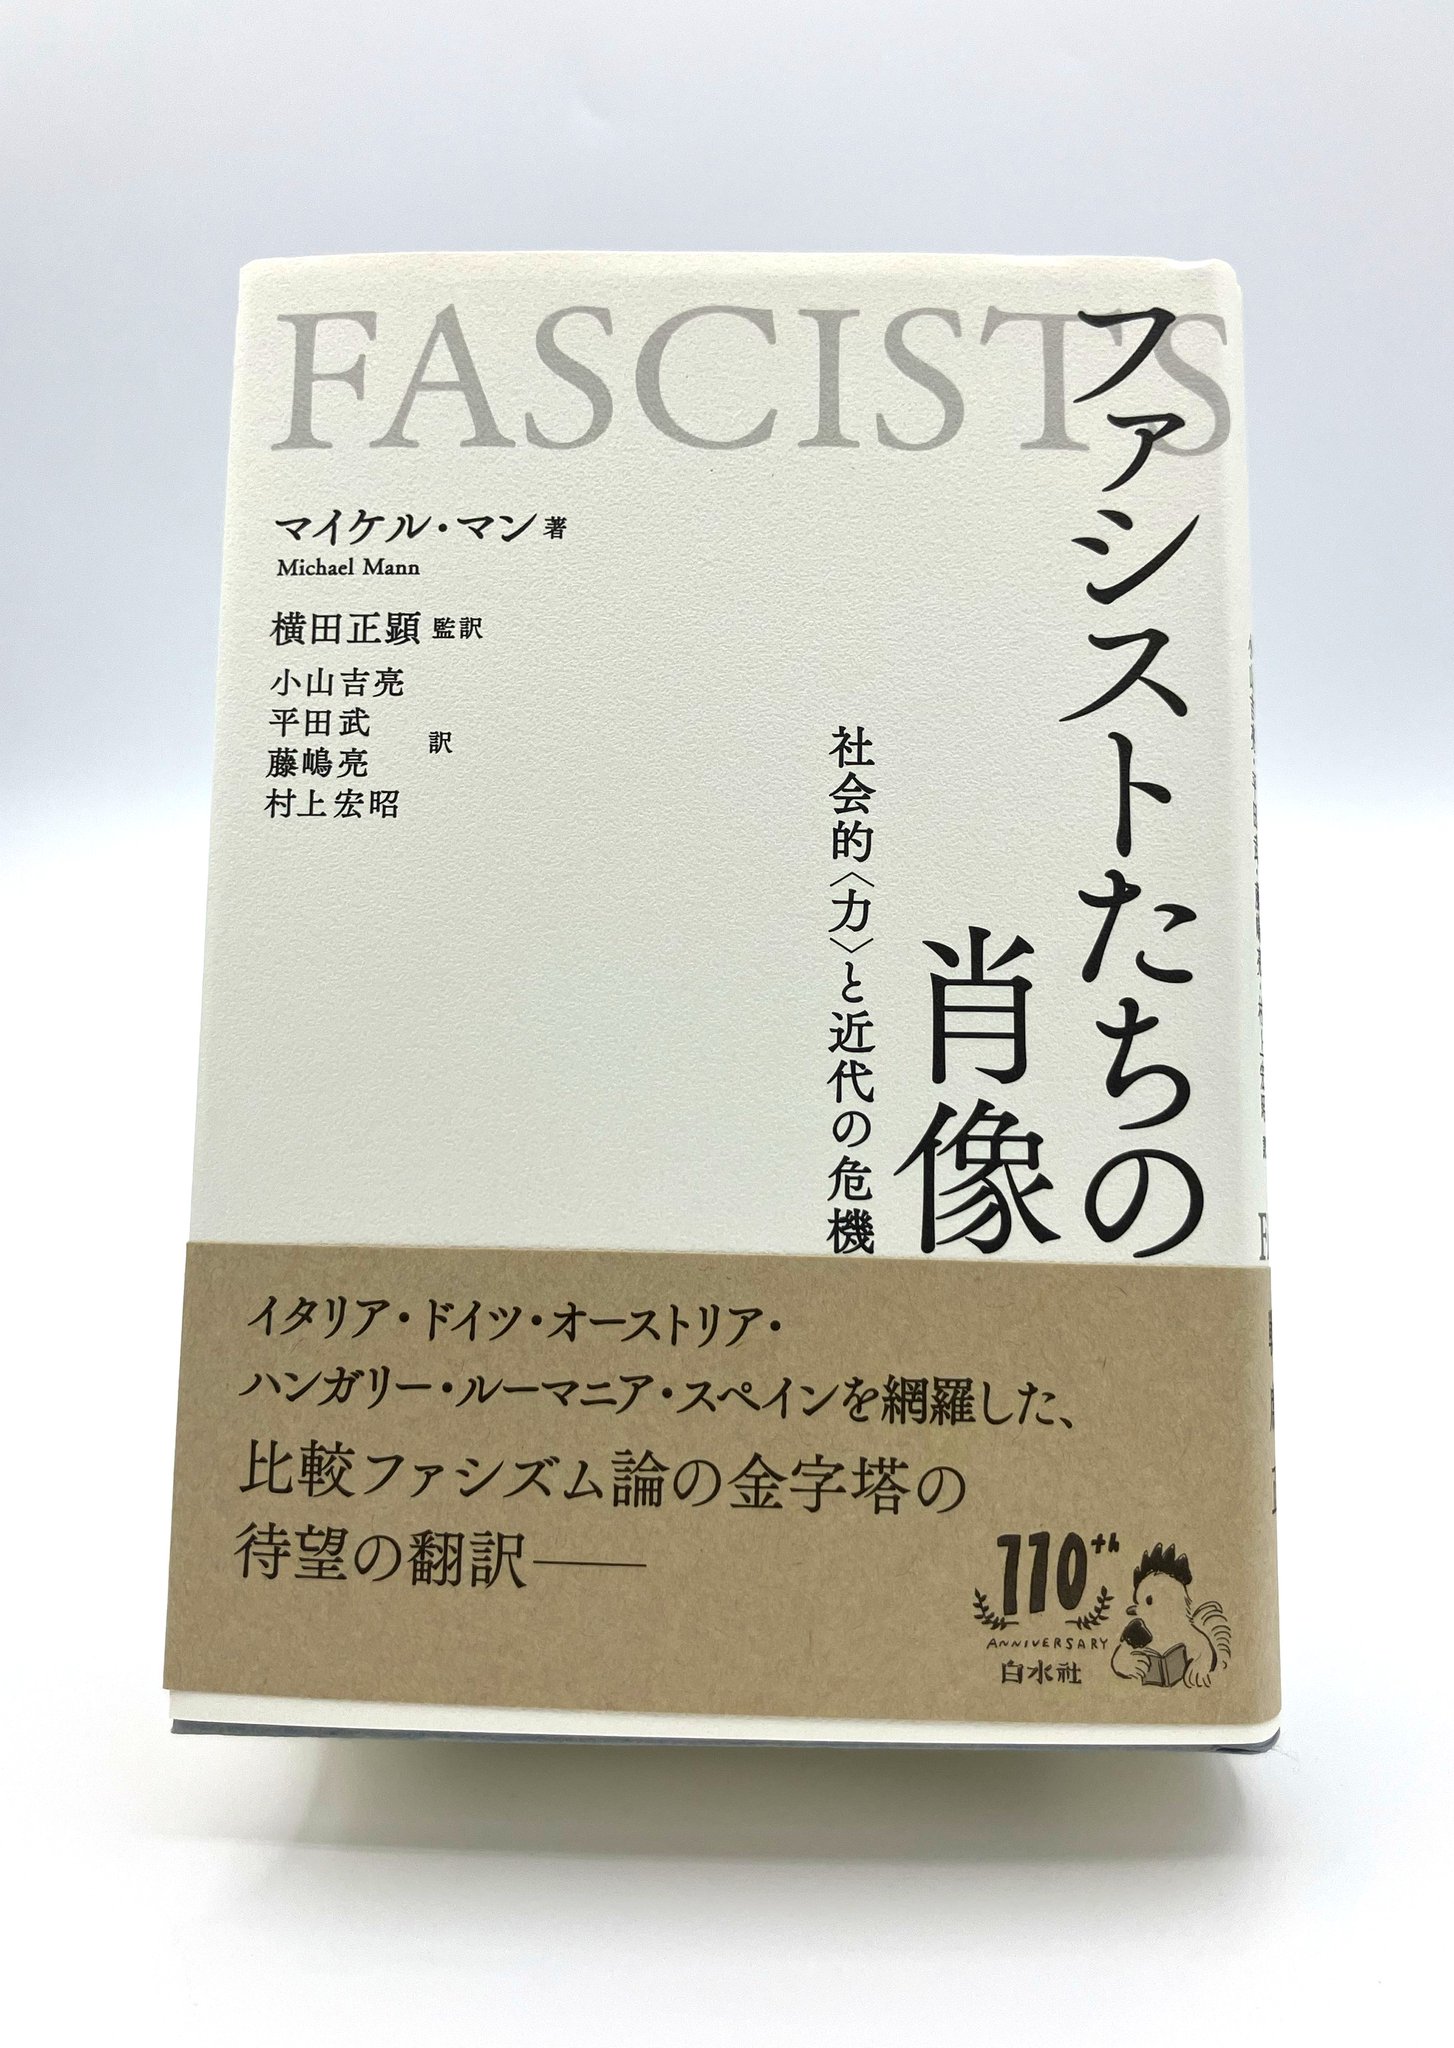 FASCISTS
ファシストたちの
肖像
社会的〈力〉と近代の危機
マイケル・マン 著
Michael Mann
横田正顕 監訳
小山吉亮
平田武
藤嶋亮
村上宏昭
訳
イタリア・ドイツ・オーストリア・
ハンガリー・ルーマニア・スペインを網羅した、
比較ファシズム論の金字塔の
待望の翻訳──
110th
ANNIVERSARY
白水社